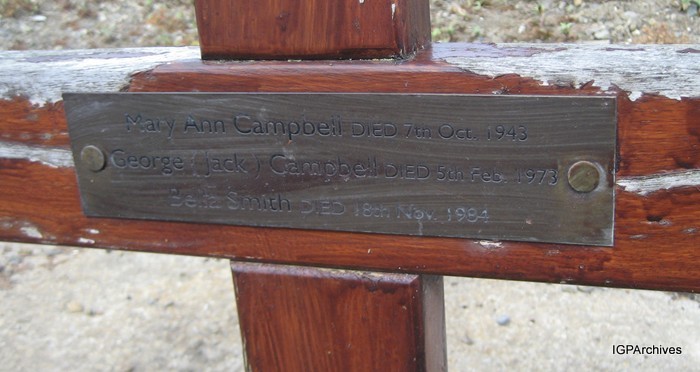 Mary Ann Campbell DIED 7th Oct. 1943
George (Jack) Campbell DIED 5th Feb. 1973
Bella Smith DIED 18th Nov. 1984
IGPArchives